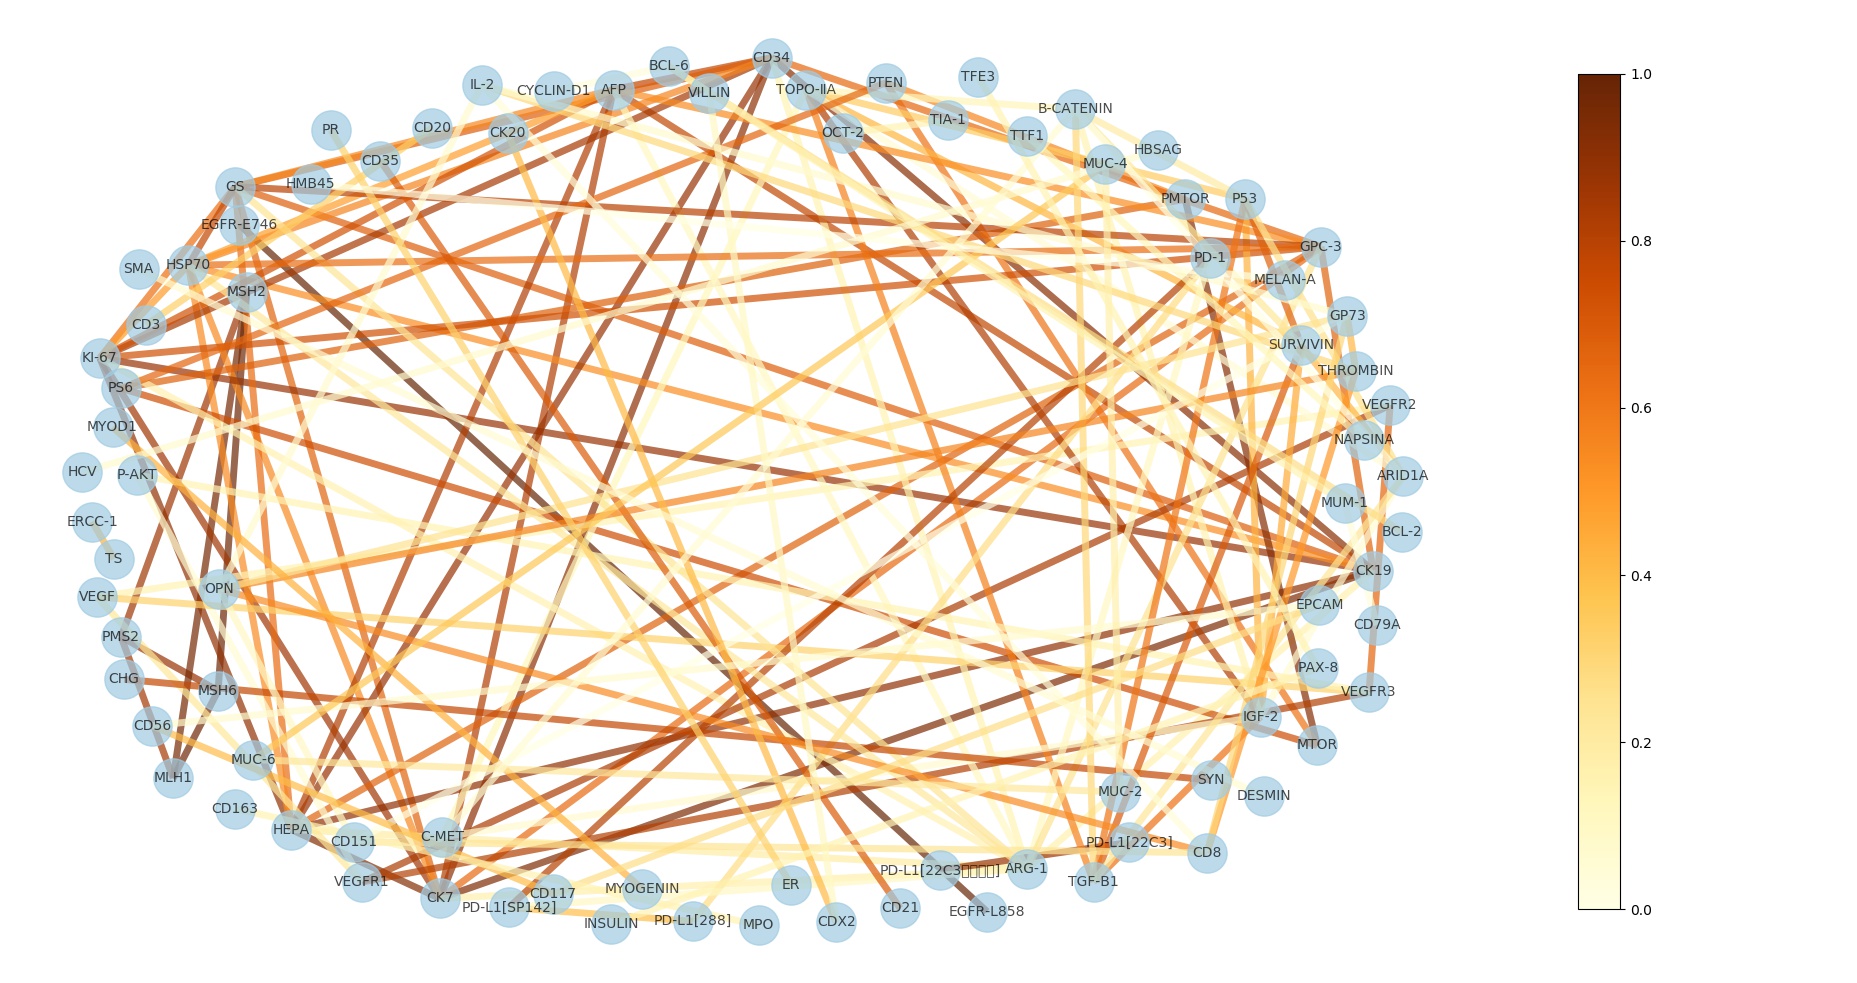 CD34
BCL-6
TFE3
IL-2
CYCLIN-D1
AFP
VILLIN
TOPO-IIA
PTEN
B-CATENIN
PR
CD20
CK20
OCT-2
TIA-1
TTF1
HBSAG
CD35
MUC-4
GS
HMB45
PMTOR
P53
EGFR-E746
GPC-3
SMA
HSP70
PD-1
MSH2
MELAN-A
CD3
GP73
KI-67
SURVIVIN
PS6
THROMBIN
MYOD1
VEGFR2
NAPSINA
HCV
P-AKT
ARID1A
MUM-1
ERCC-1
BCL-2
TS
CK19
OPN
VEGF
EPCAM
PMS2
CD79A
CHG
PAX-8
MSH6
VEGFR3
CD56
IGF-2
MTOR
MUC-6
MLH1
SYN
MUC-2
DESMIN
CD163
HEPA
CD151
C-MET
PD-L1[22C3]
CD8
VEGFR1
PD-L1[22C3□□□□]
ARG-1
TGF-B1
CK7
PD-L1[SP142]
CD117
MYOGENIN
ER
INSULIN
PD-L1[288]
MPO
CDX2
CD21
EGFR-L858
1.0
0.8
0.6
0.4
0.2
0.0